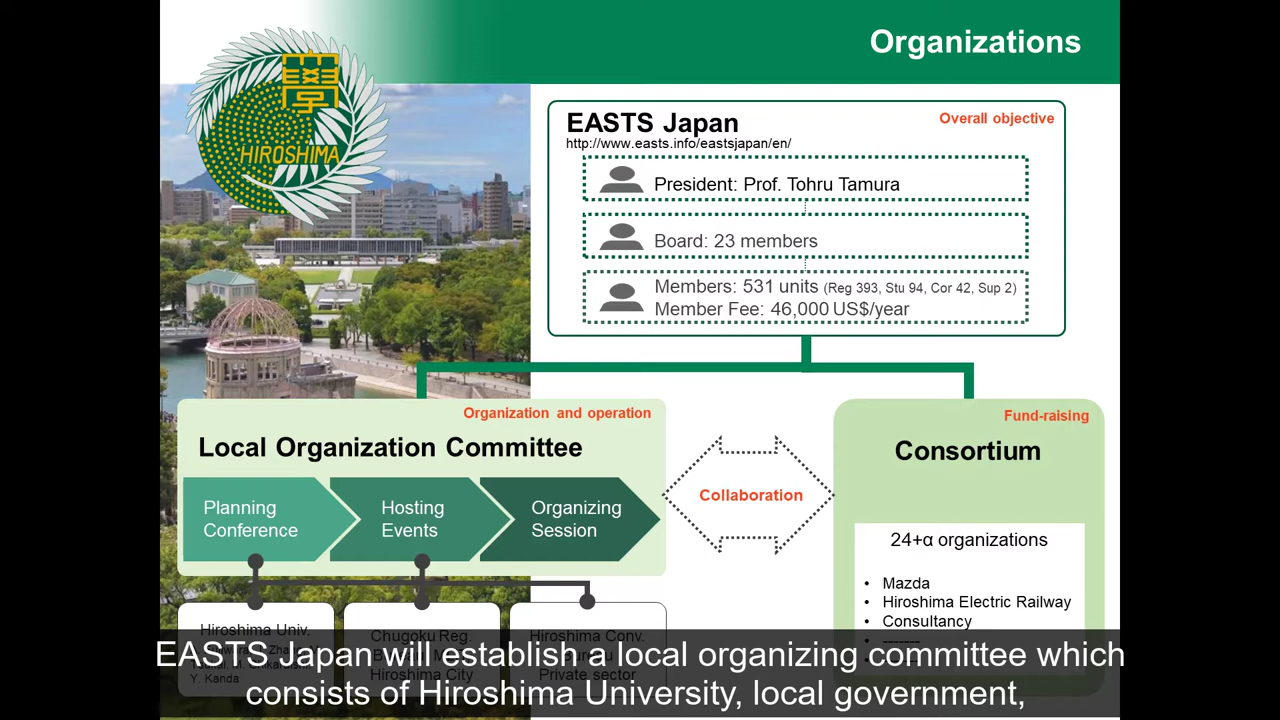 Organizations
學
HIROSHIMA
EASTS Japan
Overall objective
http://www.easts.info/eastsjapan/en/
President: Prof. Tohru Tamura
Board: 23 members
Members: 531 units (Reg 393, Stu 94, Cor 42, Sup 2)
Member Fee: 46,000 US$/year
Organization and operation
Local Organization Committee
Planning
Conference
Hosting
Events
Organizing
Session
Collaboration
Fund-raising
Consortium
24+α organizations
• Mazda
• Hiroshima Electric Railway
• Consultancy
• -------
Hiroshima Univ.
Y. Kanda
Chugoku Reg.
Hiroshima City
Hiroshima Conv.
Private sector
EASTS Japan will establish a local organizing committee which
consists of Hiroshima University, local government,